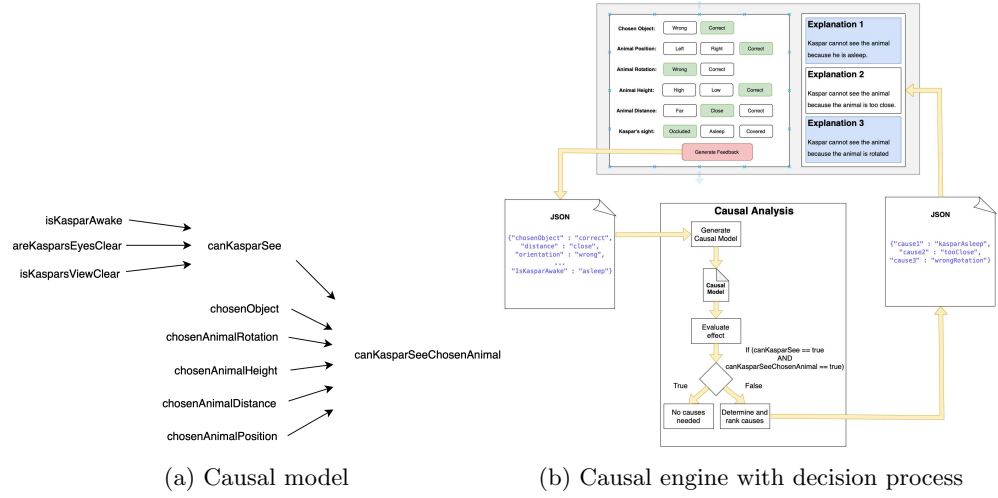 isKasparAwake
areKasparsEyesClear
isKasparsViewClear
canKasparSee
chosenObject
chosenAnimalRotation
chosenAnimalHeight
chosenAnimalDistance
chosenAnimalPosition
canKasparSeeChosenAnimal
(a) Causal model
Chosen Object: Wrong Correct
Animal Position: Left Right Correct
Animal Rotation: Wrong Correct
Animal Height: High Low Correct
Animal Distance: Far Close Correct
Kaspar's sight: Occluded Asleep Covered
Generate Feedback
Explanation 1
Kaspar cannot see the animal
because he is asleep.
Explanation 2
Kaspar cannot see the animal
because the animal is too close.
Explanation 3
Kaspar cannot see the animal
because the animal is rotated
JSON
{"chosenObject" : "correct",
"distance" : "close",
"orientation" : "wrong",
...
"IsKasparAwake" : "asleep"}
Causal Analysis
Generate
Causal Model
Causal
Model
Evaluate
effect
If (canKasparSee == true
AND
canKasparSeeChosenAnimal == true)
True
False
No causes
needed
Determine and
rank causes
JSON
{"cause1" : "kasparAsleep",
"cause2" : "tooClose",
"cause3" : "wrongRotation"}
(b) Causal engine with decision process